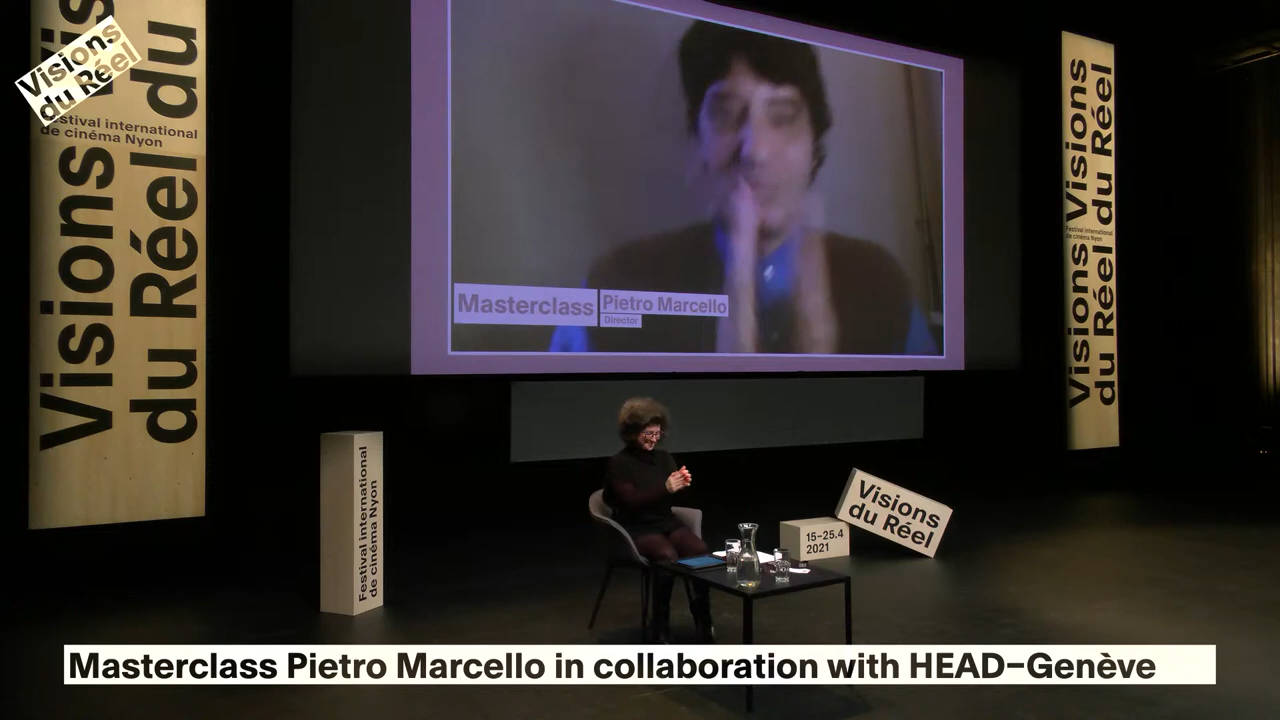 Visions
du Réel
Vis
du
Festival international
de cinéma Nyon
Visions
du Réel
Masterclass
Pietro Marcello
Director
Visions
du Réel
Festival international
de cinéma Nyon
Visions
du Réel
Festival international
de cinéma Nyon
15–25.4
2021
Visions
du Réel
Masterclass Pietro Marcello in collaboration with HEAD–Genève